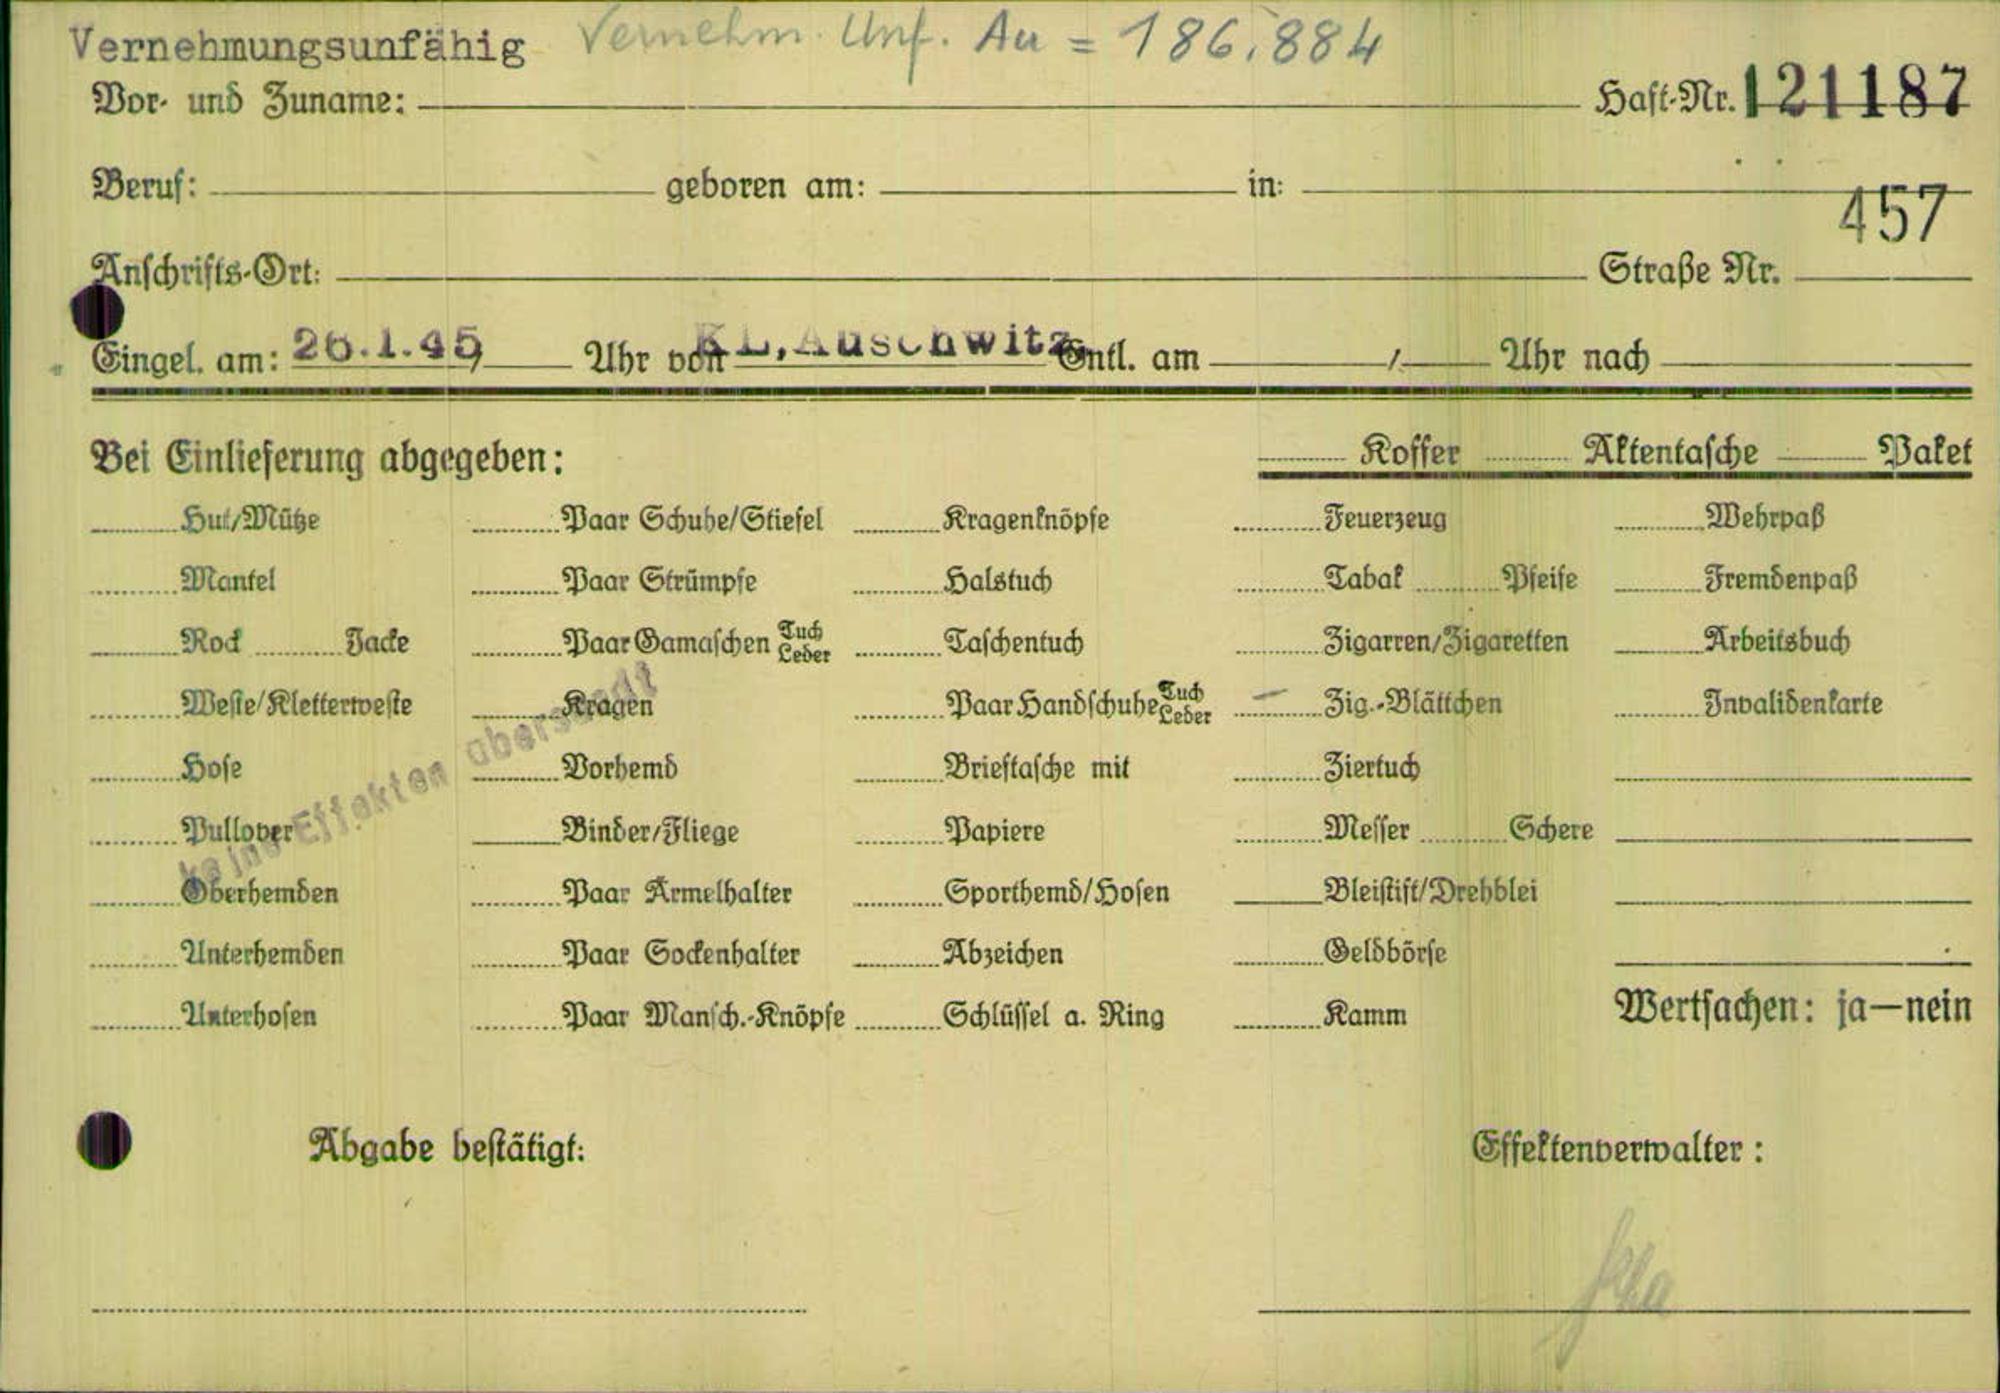 Vernehmungsunfähig Vernehm. Unf. Au = 186.884
Vor- und Zuname: Haft-Nr. 121187
Beruf: geboren am: in:
457
Anschrifts-Ort: Straße Nr.
Eingel. am: 26.1.45, Uhr von KL. Auschwitz Entl. am /. Uhr nach
Bei Einlieferung abgegeben: Koffer Aktentasche Paket
Hut/Mütze Paar Schuhe/Stiefel Kragenknöpfe Feuerzeug Wehrpaß
Mantel Paar Strümpfe Halstuch Tabak Pfeife Fremdenpaß
Rock Jacke Paar Gamaschen Tuch Leder Taschentuch Zigarren/Zigaretten Arbeitsbuch
Weste/Kletterweste Kragen Paar Handschuhe Tuch Leder Zig.-Blättchen Invalidenkarte
Hose Vorhemd Brieftasche mit Ziertuch
Pullover Binder/Fliege Papiere Messer Schere
keine Effekten übersandt
Oberhemden Paar Ärmelhalter Sporthemd/Hosen Bleistift/Drehblei
Unterhemden Paar Sockenhalter Abzeichen Geldbörse
Unterhosen Paar Mansch.-Knöpfe Schlüssel a. Ring Kamm Wertsachen: ja—nein
Abgabe bestätigt: Effektenverwalter: